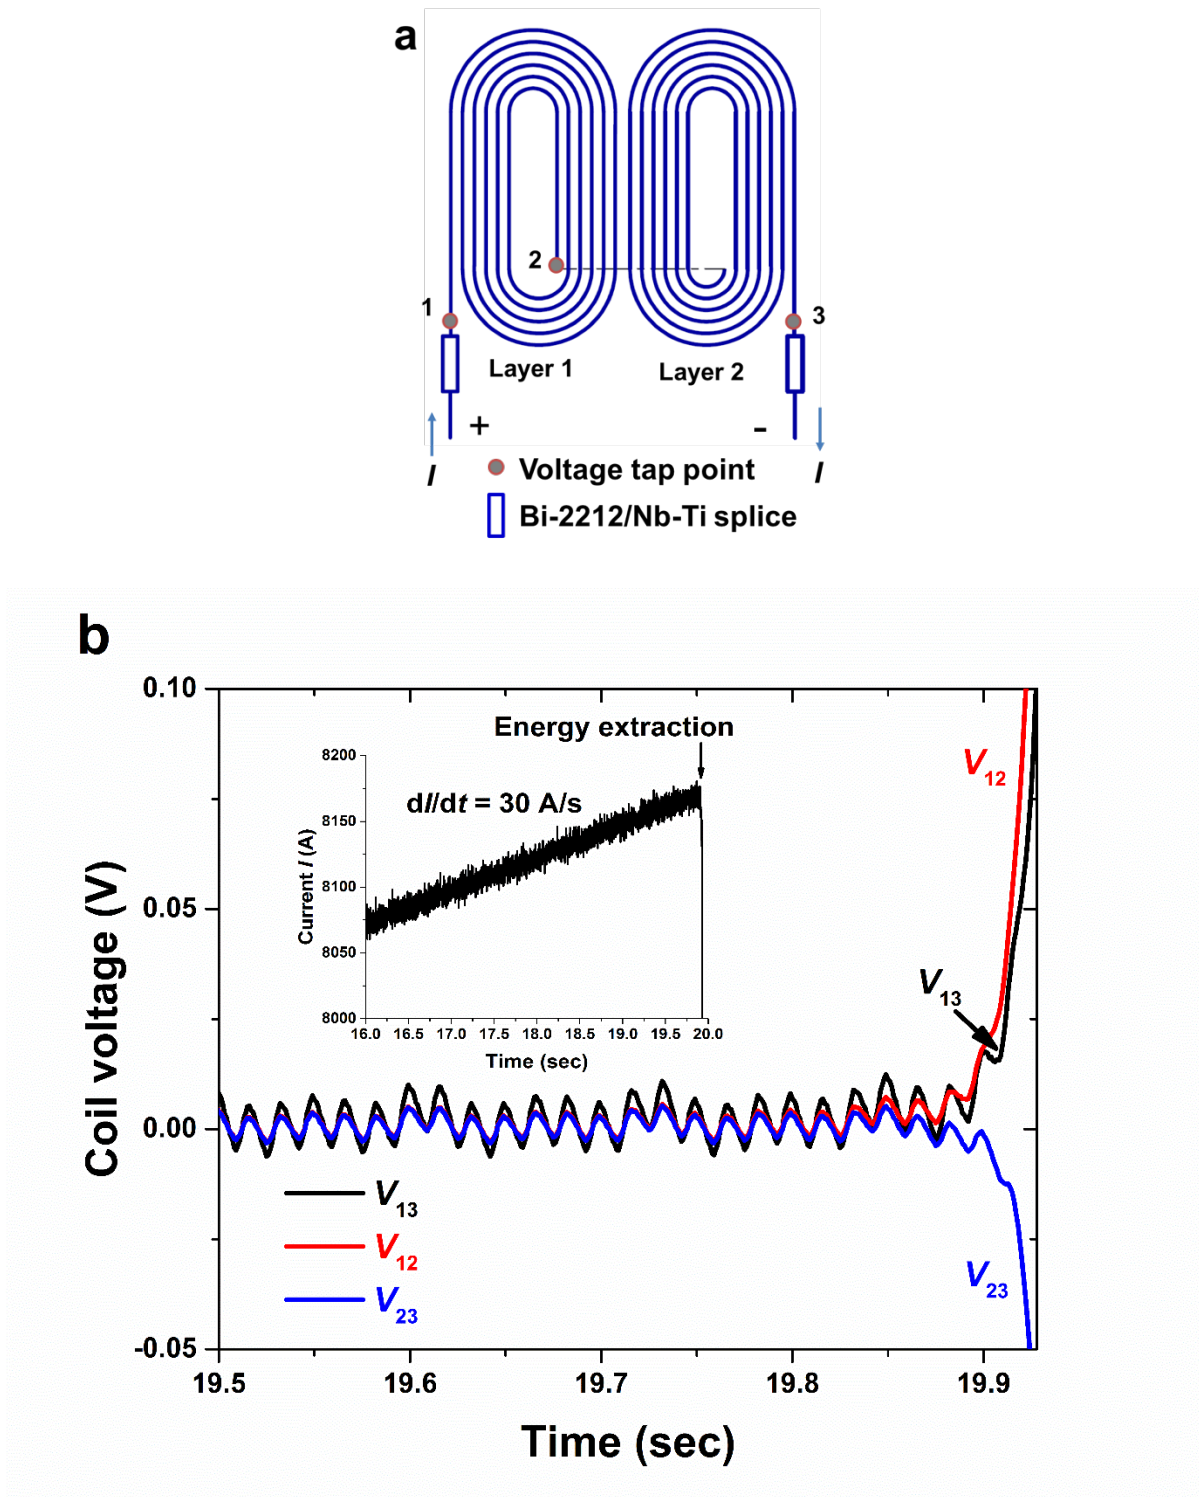 a
2
1
3
Layer 1
Layer 2
+
-
I
I
Voltage tap point
Bi-2212/Nb-Ti splice
b
Energy extraction
dI/dt = 30 A/s
Current I (A)
8200
8150
8100
8050
8000
16.0 16.5 17.0 17.5 18.0 18.5 19.0 19.5 20.0
Time (sec)
V12
V13
V23
V13
V12
V23
Coil voltage (V)
0.10
0.05
0.00
-0.05
19.5 19.6 19.7 19.8 19.9
Time (sec)